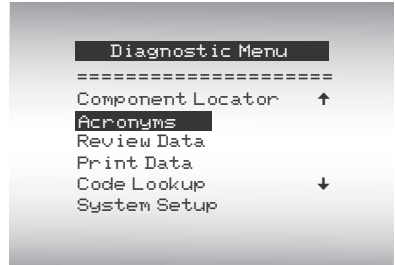 Diagnostic Menu
=====================
Component Locator ↑
Acronyms
Review Data
Print Data
Code Lookup ↓
System Setup